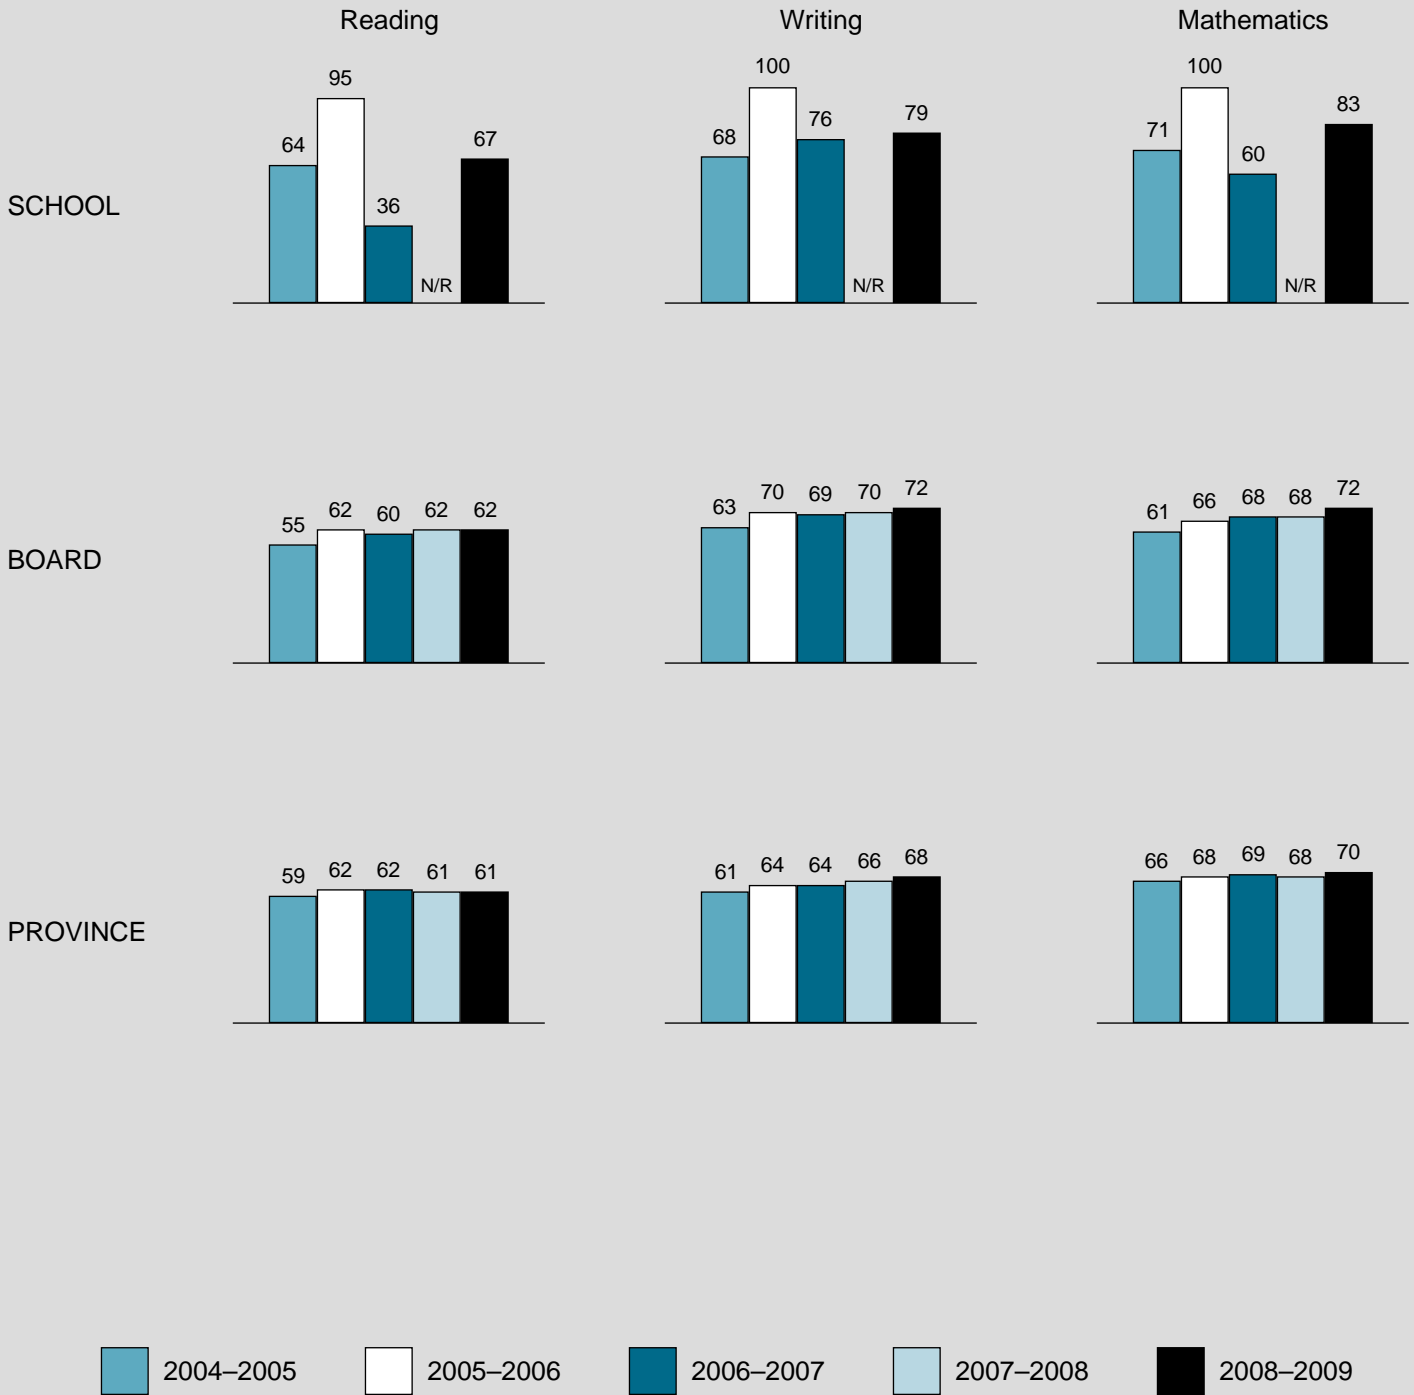 Reading Writing Mathematics
SCHOOL
64 95 36 N/R 67
68 100 76 N/R 79
71 100 60 N/R 83
BOARD
55 62 60 62 62
63 70 69 70 72
61 66 68 68 72
PROVINCE
59 62 62 61 61
61 64 64 66 68
66 68 69 68 70
2004–2005 2005–2006 2006–2007 2007–2008 2008–2009